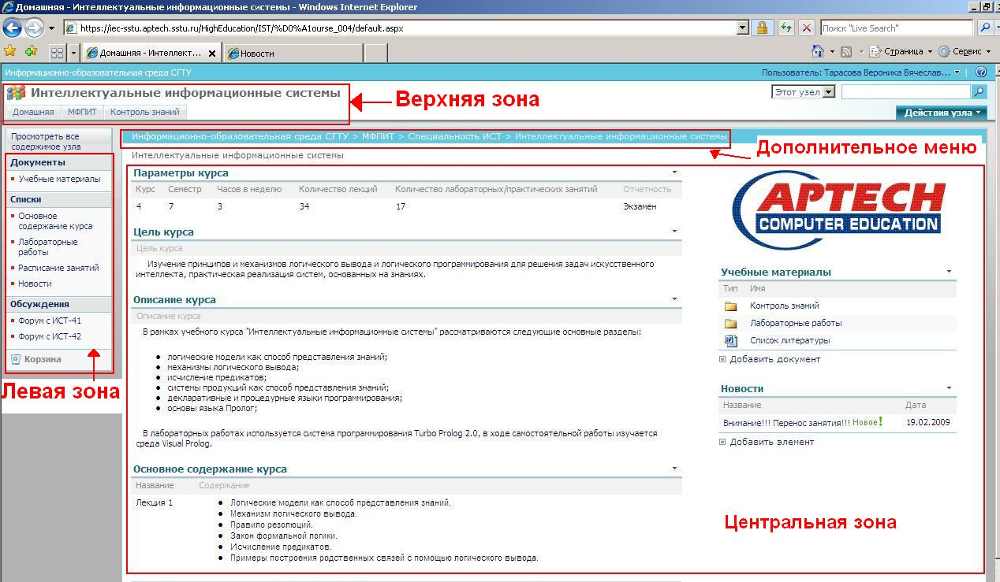 Домашняя - Интеллектуальные информационные системы - Windows Internet Explorer
https://iec-sstu.aptech.sstu.ru/HighEducation/IST/%D0%A1ourse_004/default.aspx
Поиск "Live Search"
Домашняя - Интеллект...
Новости
Страница
Сервис
Информационно-образовательная среда СГТУ
Пользователь: Тарасова Вероника Вячеслав...
Интеллектуальные информационные системы
Верхняя зона
Этот узел
Домашняя
МФПИТ
Контроль знаний
Действия узла
Просмотреть все
содержимое узла
Документы
Учебные материалы
Списки
Основное
содержание курса
Лабораторные
работы
Расписание занятий
Новости
Обсуждения
Форум с ИСТ-41
Форум с ИСТ-42
Корзина
Левая зона
Информационно-образовательная среда СГТУ > МФПИТ > Специальность ИСТ > Интеллектуальные информационные системы
Дополнительное меню
Интеллектуальные информационные системы
Параметры курса
Курс Семестр Часов в неделю Количество лекций Количество лабораторных/практических занятий Отчетность
4 7 3 34 17 Экзамен
Цель курса
Цель курса
Изучение принципов и механизмов логического вывода и логического программирования для решения задач искусственного
интеллекта, практическая реализация систем, основанных на знаниях.
Описание курса
Описание курса
В рамках учебного курса "Интеллектуальные информационные системы" рассматриваются следующие основные разделы:
● логические модели как способ представления знаний;
● механизмы логического вывода;
● исчисление предикатов;
● системы продукций как способ представления знаний;
● декларативные и процедурные языки программирования;
● основы языка Пролог;
В лабораторных работах используется система программирования Turbo Prolog 2.0, в ходе самостоятельной работы изучается
среда Visual Prolog.
Основное содержание курса
Название Содержание
Лекция 1 ● Логические модели как способ представления знаний.
● Механизм логического вывода.
● Правило резолюций.
● Закон формальной логики.
● Исчисление предикатов.
● Примеры построения родственных связей с помощью логического вывода.
APTECH
COMPUTER EDUCATION
Учебные материалы
Тип Имя
Контроль знаний
Лабораторные работы
Список литературы
Добавить документ
Новости
Название Дата
Внимание!!! Перенос занятия!!! Новое! 19.02.2009
Добавить элемент
Центральная зона